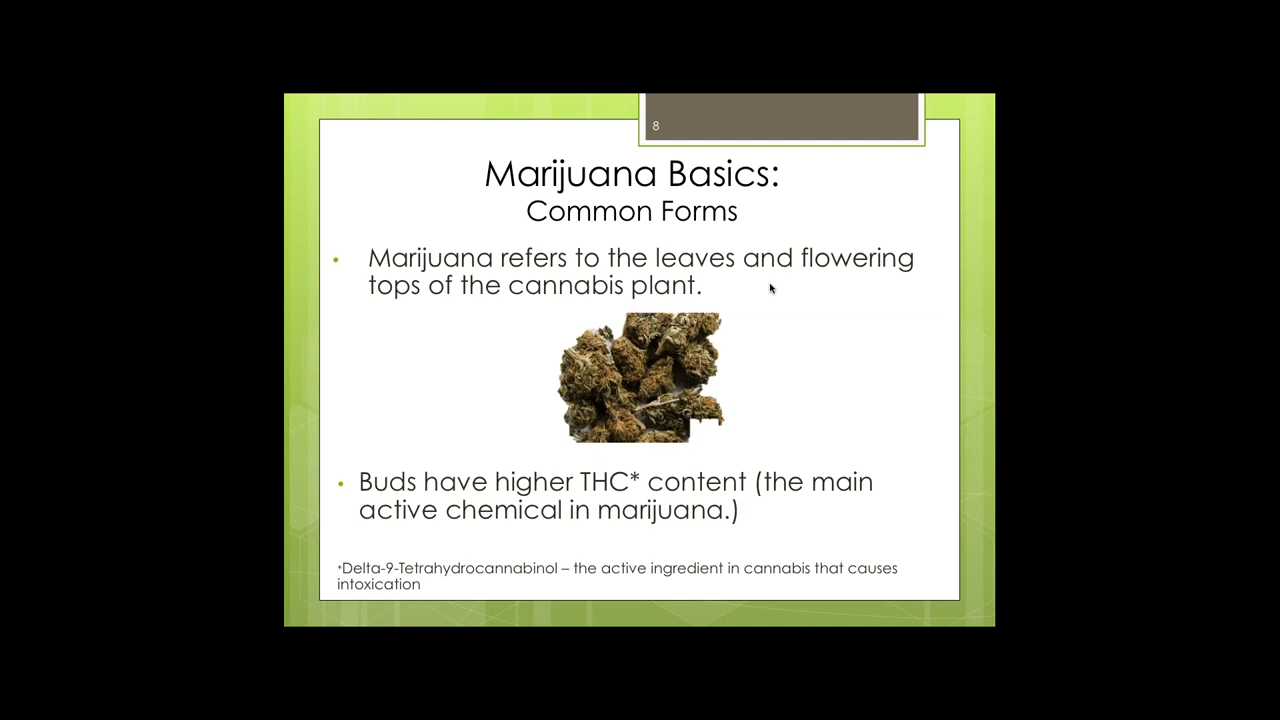 8
Marijuana Basics:
Common Forms
• Marijuana refers to the leaves and flowering
tops of the cannabis plant.
• Buds have higher THC* content (the main
active chemical in marijuana.)
*Delta-9-Tetrahydrocannabinol – the active ingredient in cannabis that causes
intoxication